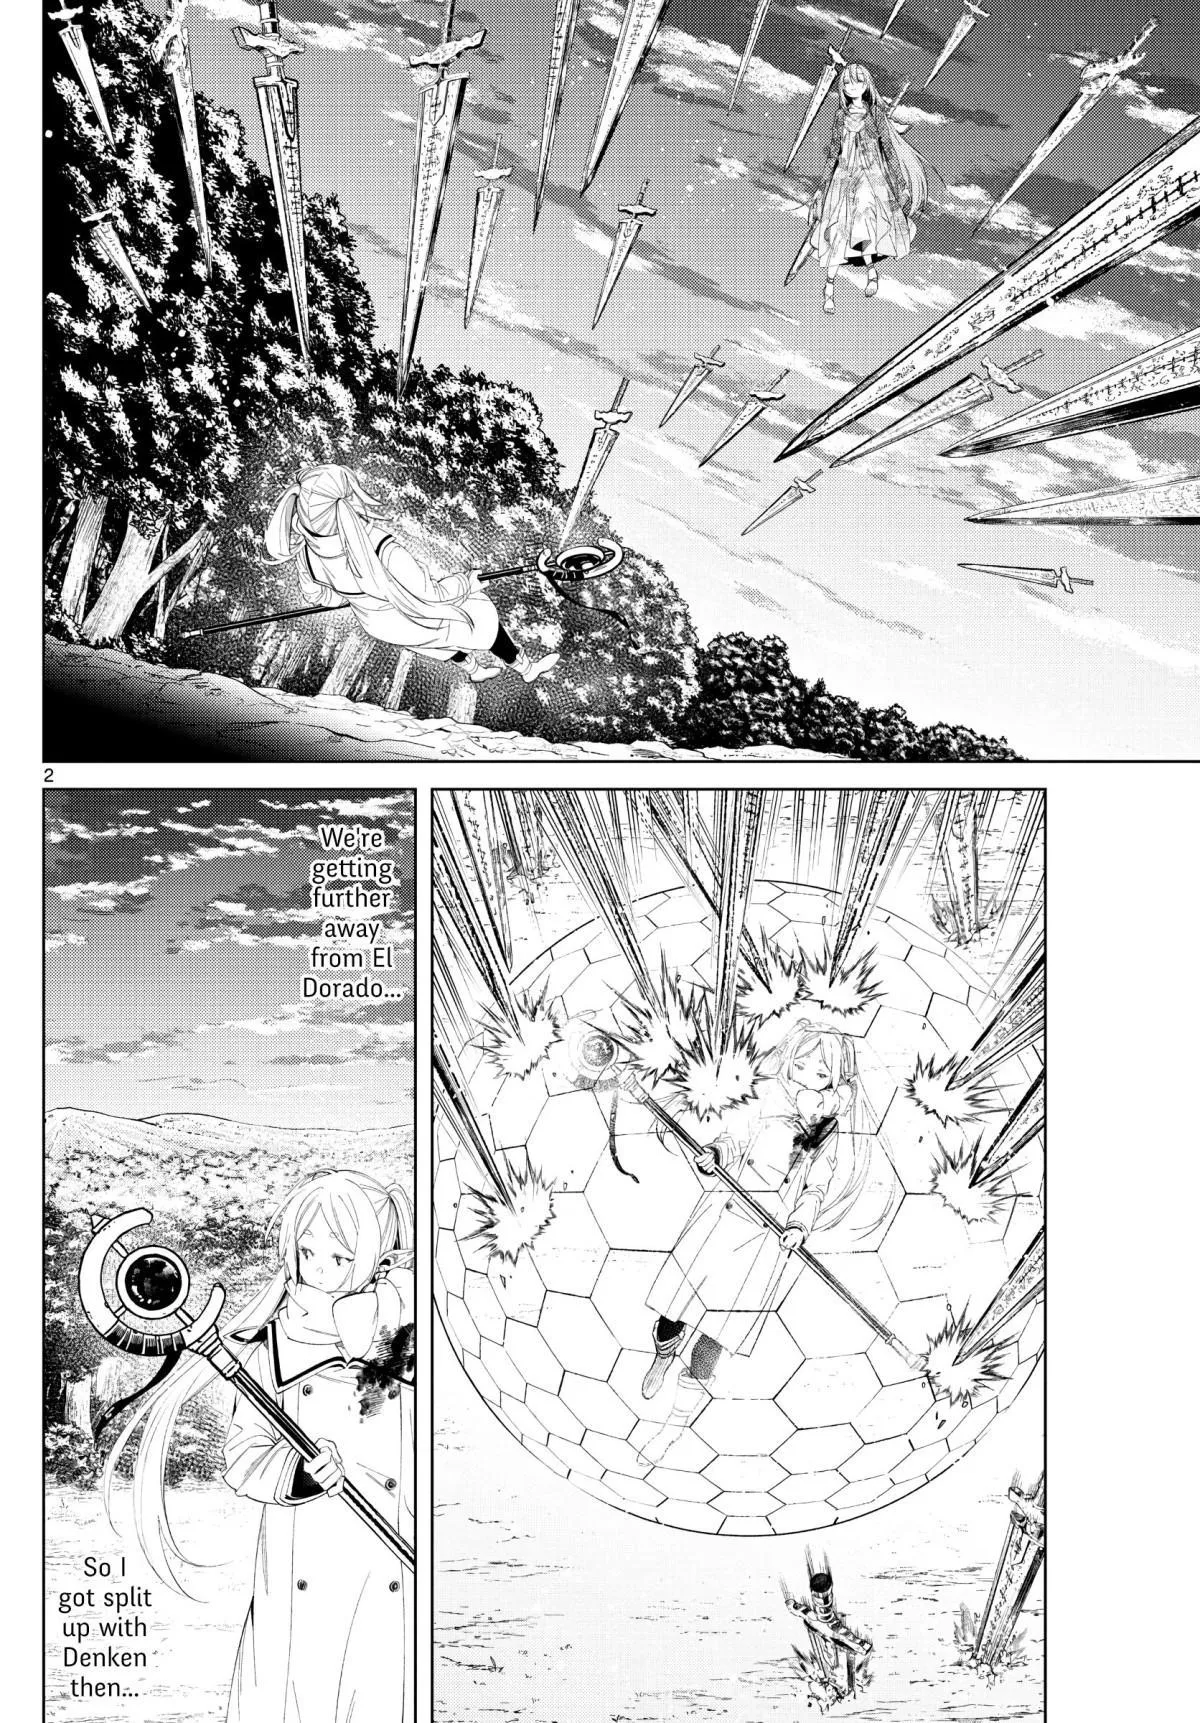 2
We're
getting
further
away
from El
Dorado...
So I
got split
up with
Denken
then...